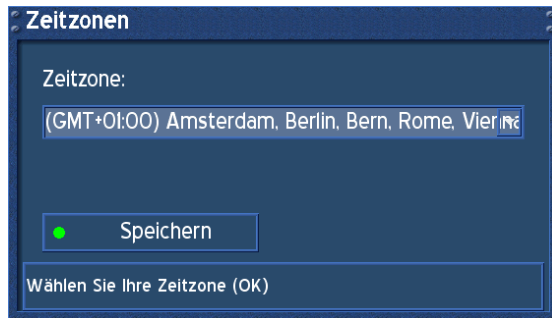 Zeitzonen
Zeitzone:
(GMT+01:00) Amsterdam, Berlin, Bern, Rome,
Speichern
Wählen Sie Ihre Zeitzone (OK)